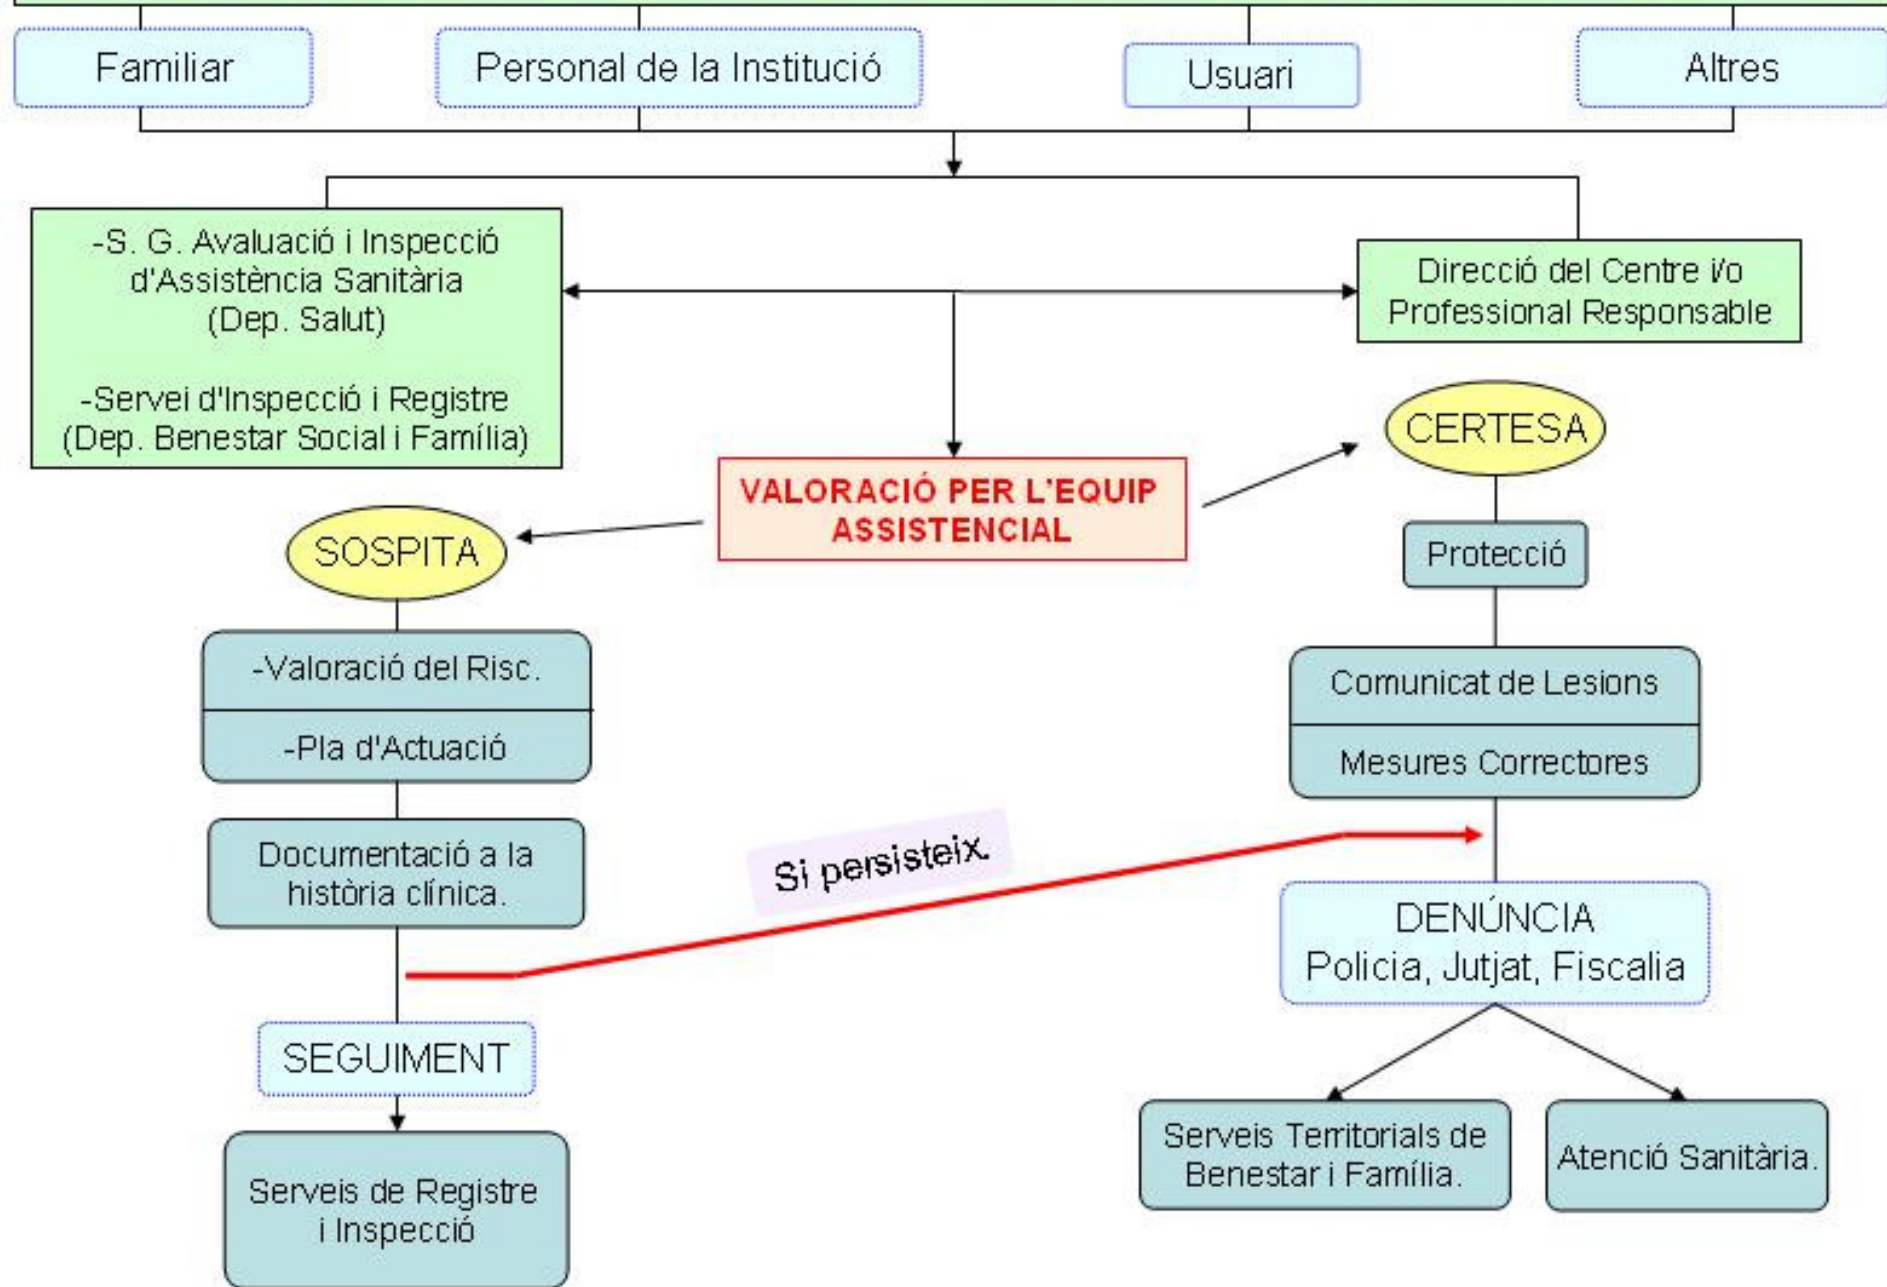 Familiar
Personal de la Institució
Usuari
Altres
-S. G. Avaluació i Inspecció
d'Assistència Sanitària
(Dep. Salut)
-Servei d'Inspecció i Registre
(Dep. Benestar Social i Família)
Direcció del Centre i/o
Professional Responsable
VALORACIÓ PER L'EQUIP
ASSISTENCIAL
SOSPITA
-Valoració del Risc.
-Pla d'Actuació
Documentació a la
història clínica.
SEGUIMENT
Serveis de Registre
i Inspecció
Si persisteix.
CERTESA
Protecció
Comunicat de Lesions
Mesures Correctores
DENÚNCIA
Policia, Jutjat, Fiscalia
Serveis Territorials de
Benestar i Família.
Atenció Sanitària.